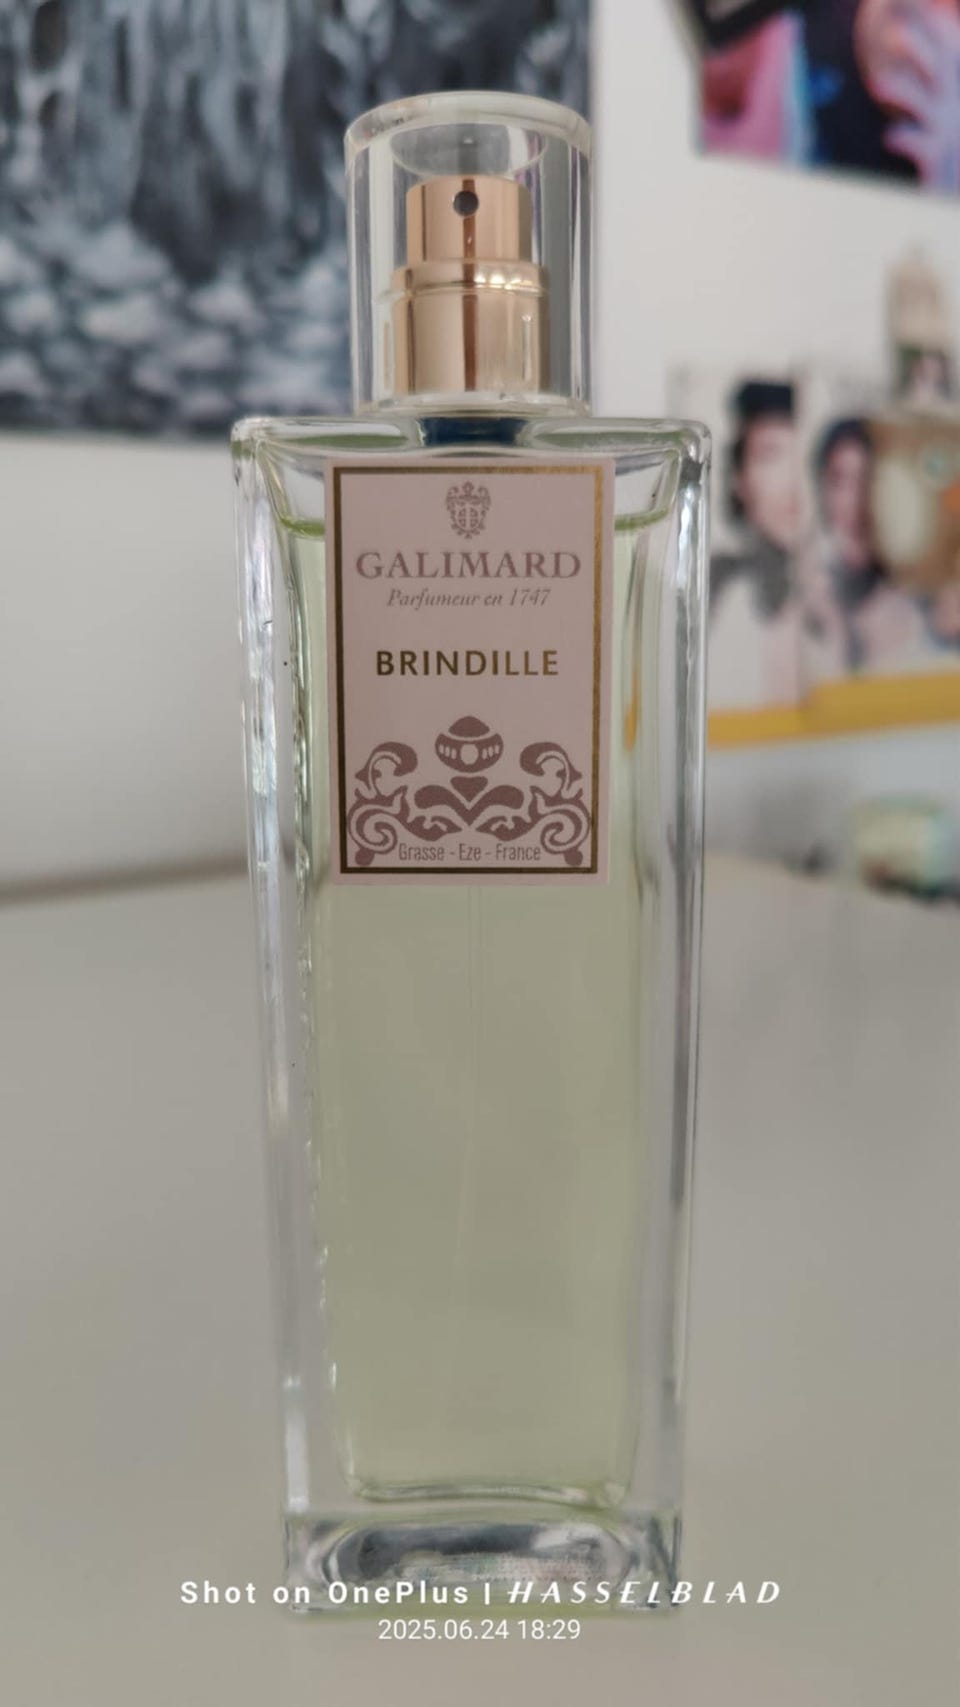 GALIMARD
Parfumeur en 1747
BRINDILLE
Grasse - Eze - France
Shot on OnePlus | HASSELBLAD
2025.06.24 18:29